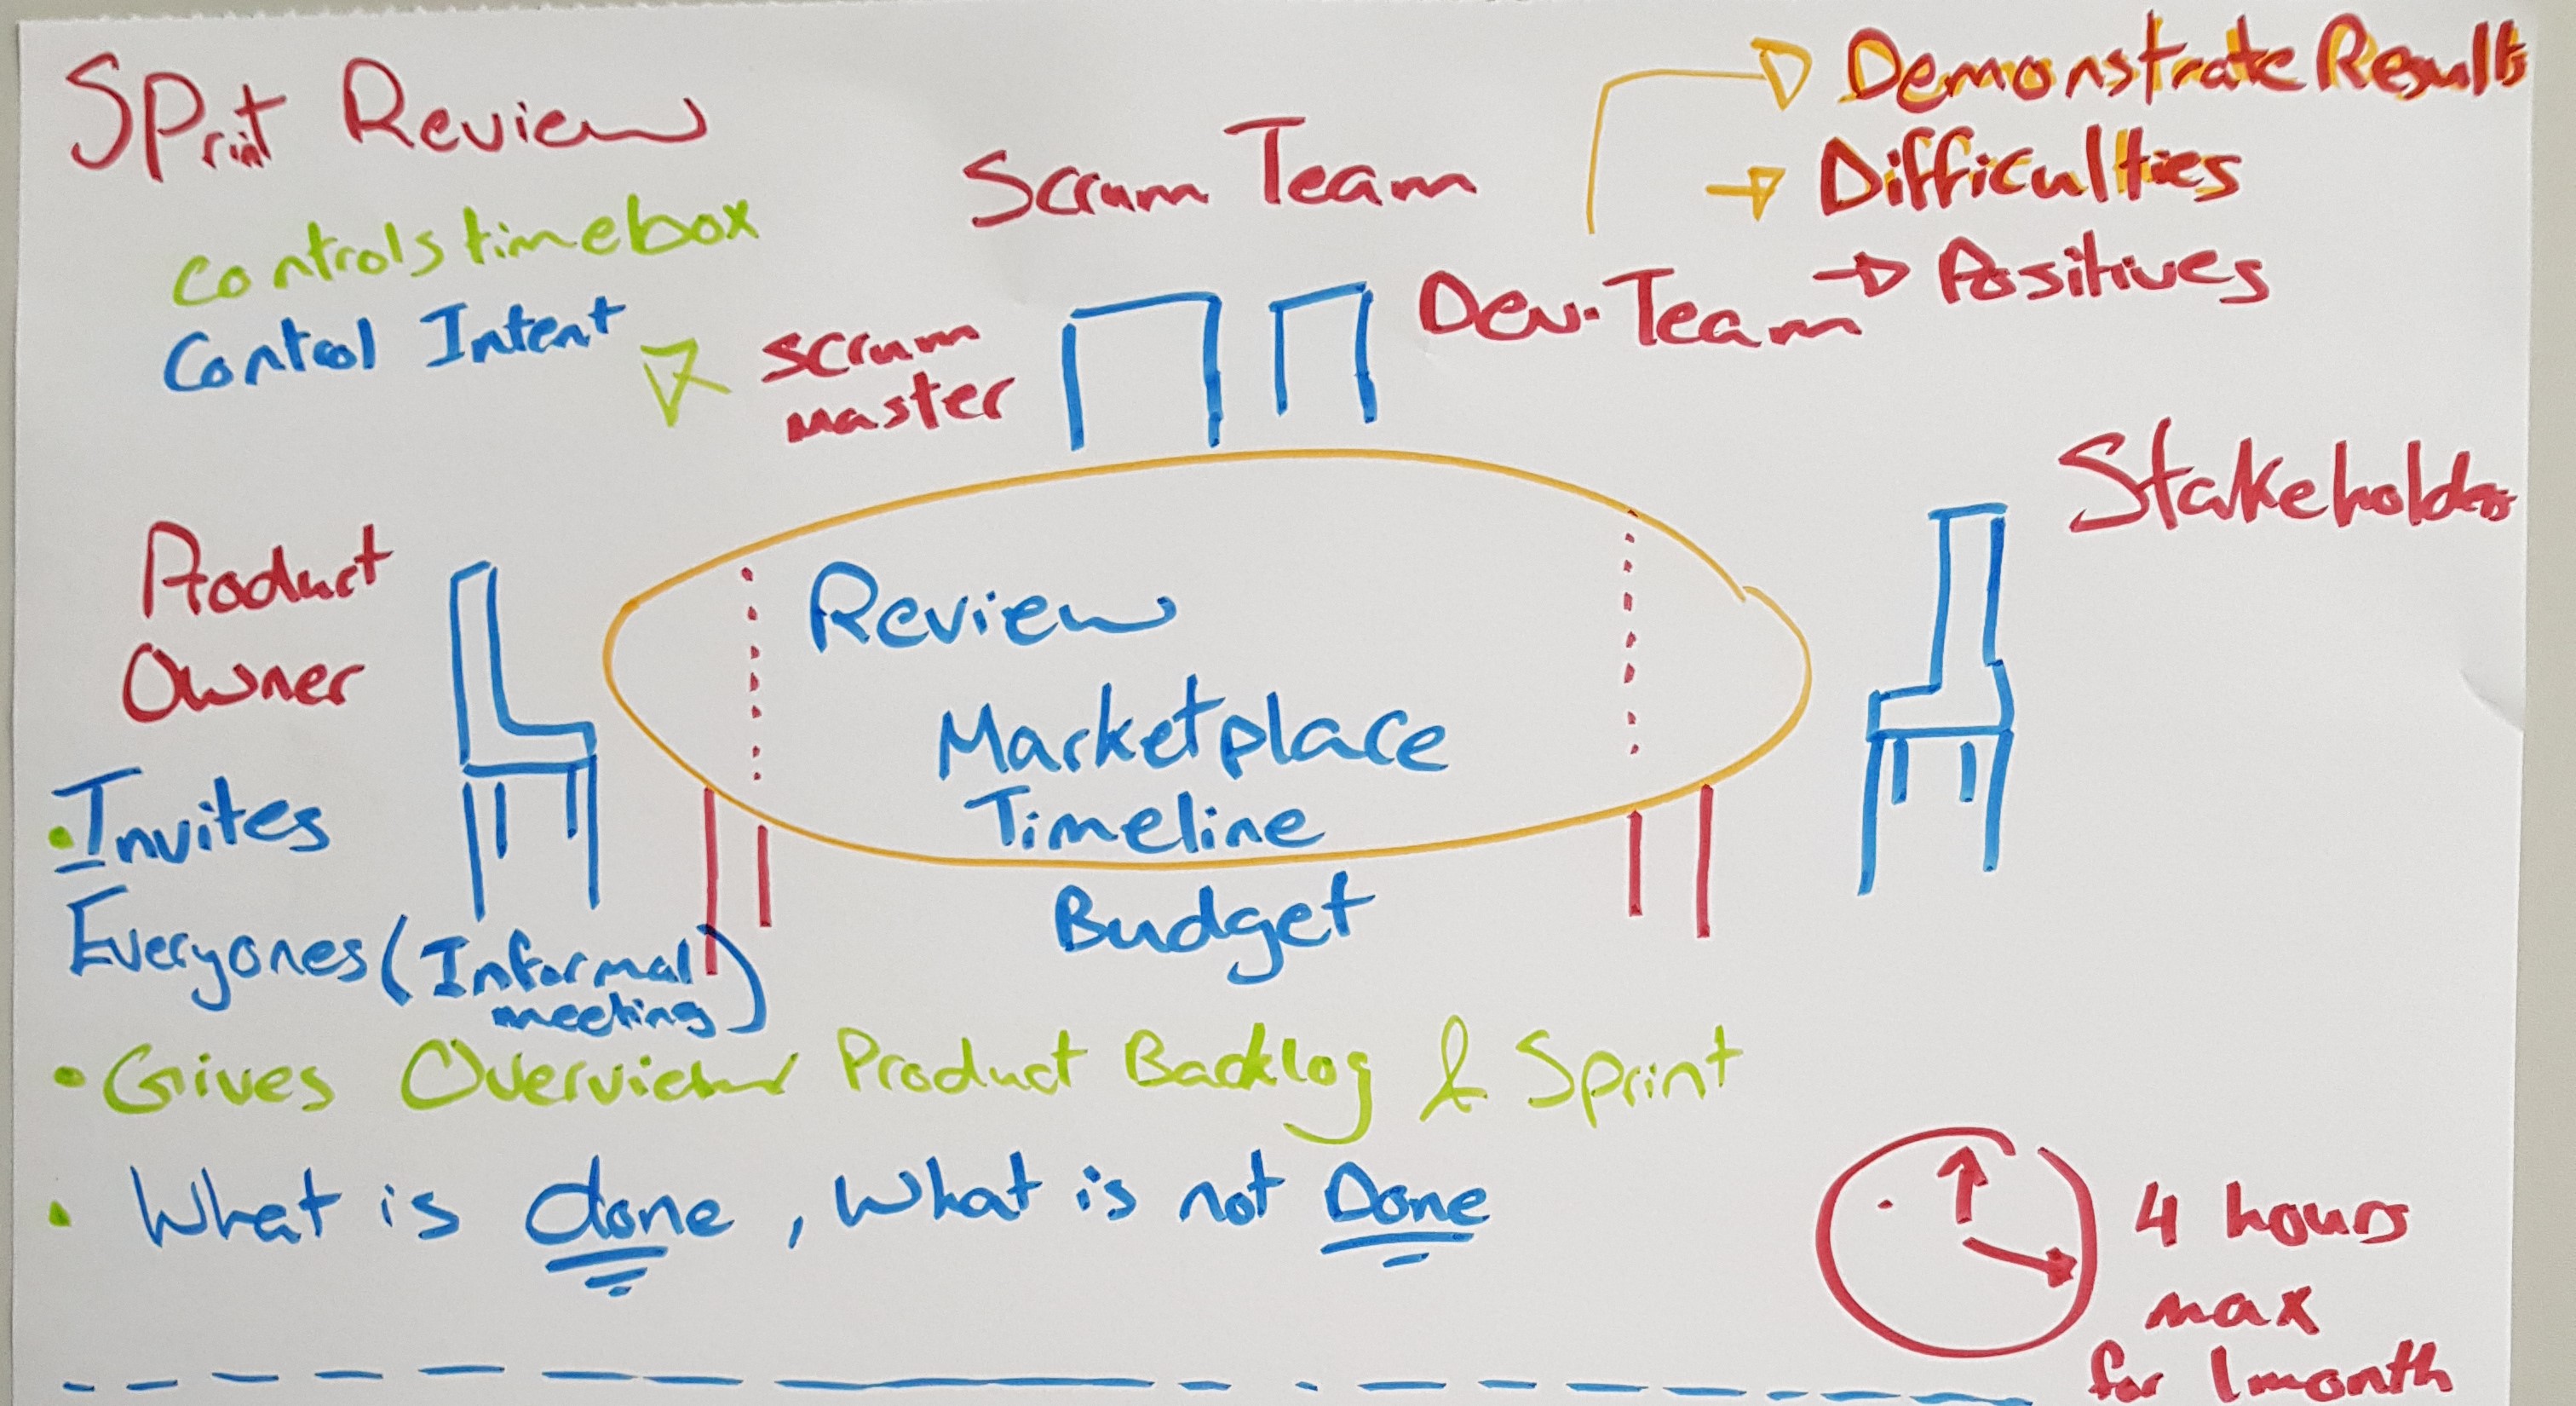 SPrint Review
controls timebox
Control Intent
Scrum Team
Demonstrate Results
Difficulties
Dev. Team → Positives
scrum
master
Stakeholders
Product
Owner
Review
Marketplace
Timeline
Budget
• Invites
Everyones (Informal
meeting)
• Gives Overview Product Backlog & Sprint
• What is done, What is not Done
4 hours
max
for 1 month